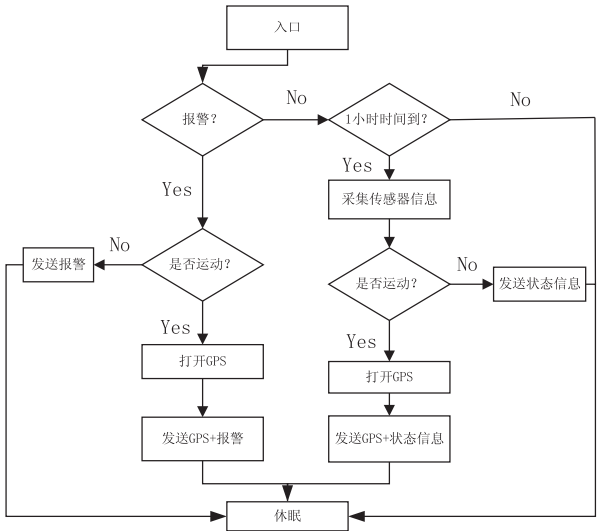 入口
报警?
No
1小时时间到?
No
Yes
Yes
采集传感器信息
发送报警
No
是否运动?
是否运动?
No
发送状态信息
Yes
Yes
打开GPS
打开GPS
发送GPS+报警
发送GPS+状态信息
休眠